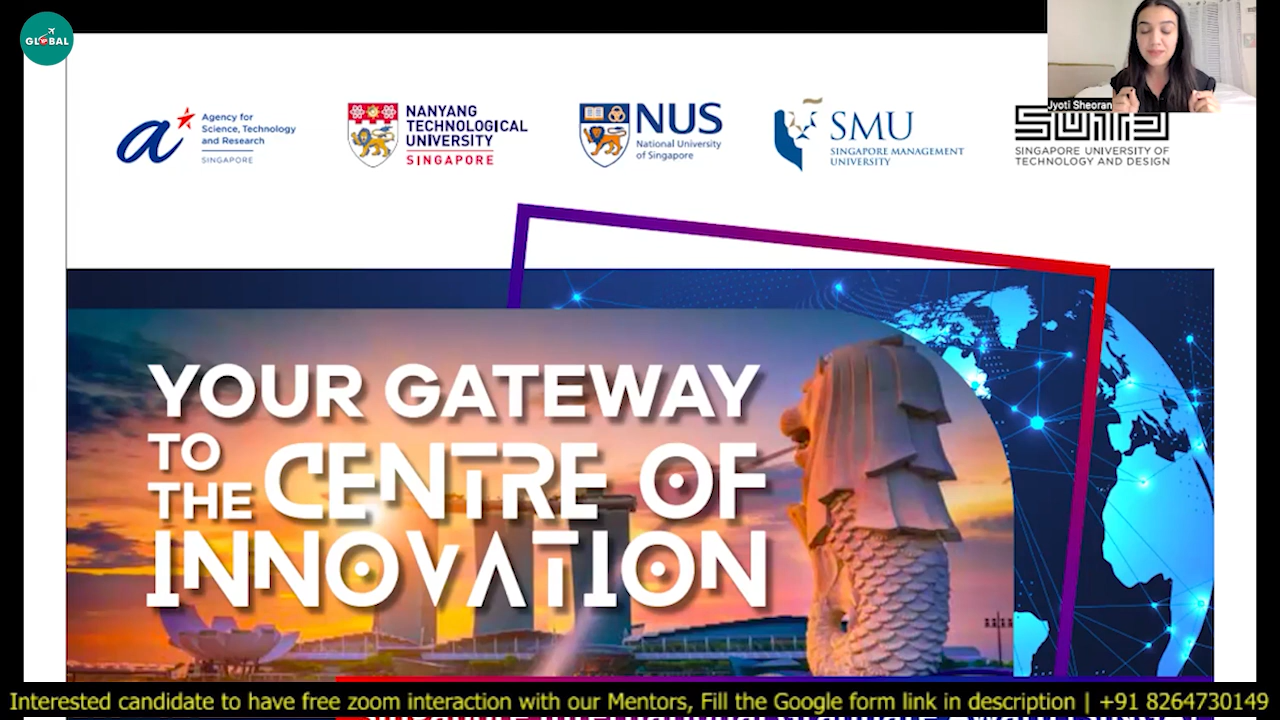 GLOBAL
Agency for
Science, Technology
and Research
SINGAPORE
NANYANG
TECHNOLOGICAL
UNIVERSITY
SINGAPORE
NUS
National University
of Singapore
SMU
SINGAPORE MANAGEMENT
UNIVERSITY
Jyoti Sheoran
SUTD
SINGAPORE UNIVERSITY OF
TECHNOLOGY AND DESIGN
YOUR GATEWAY
TO THE CENTRE OF
INNOVATION
Interested candidate to have free zoom interaction with our Mentors, Fill the Google form link in description | +91 8264730149